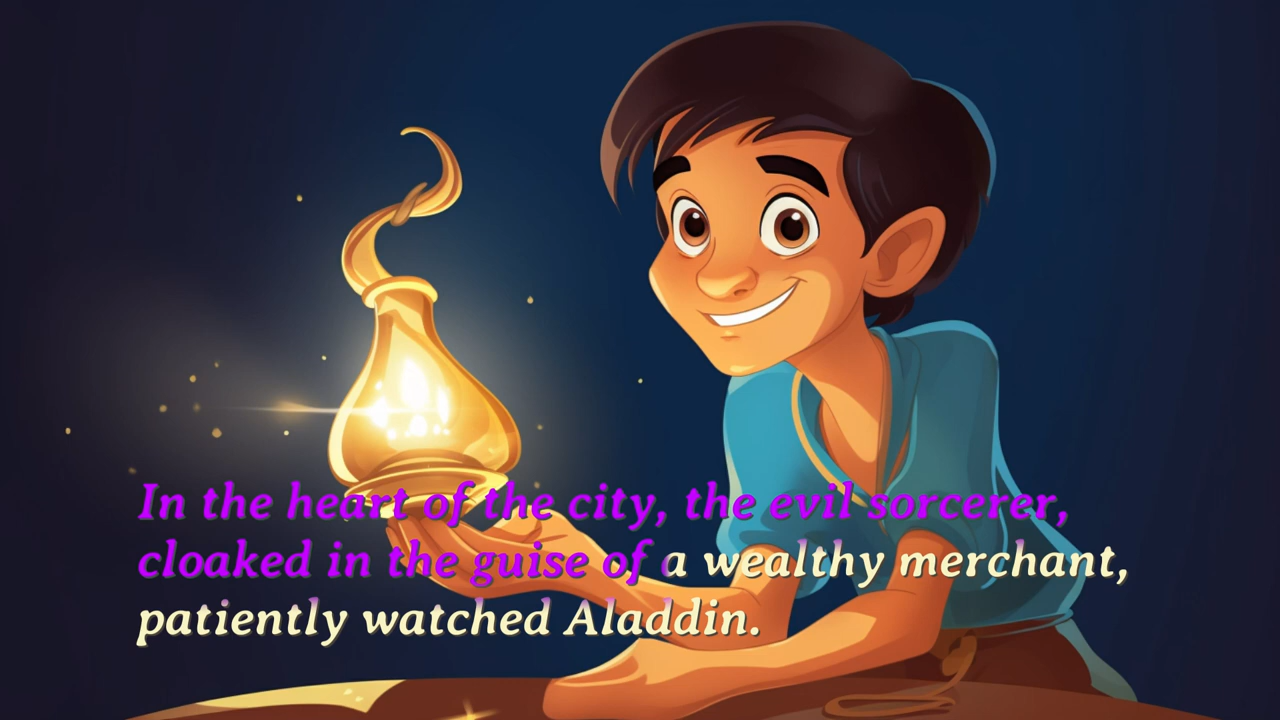 In the heart of the city, the evil sorcerer,
cloaked in the guise of a wealthy merchant,
patiently watched Aladdin.